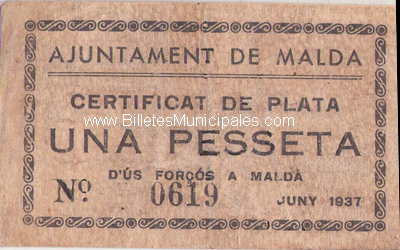 AJUNTAMENT DE MALDA
CERTIFICAT DE PLATA
www.BilletesMunicipales.com
UNA PESSETA
D'ÚS FORÇÓS A MALDÀ
Nº 0619 JUNY 1937